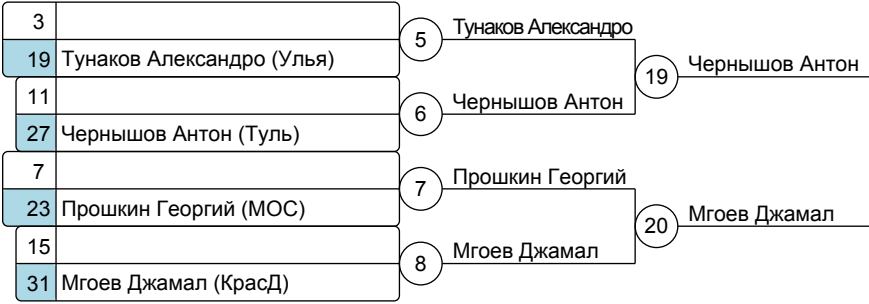 3
5
Тунаков Александро
19 Тунаков Александро (Улья)
19
Чернышов Антон
11
6
Чернышов Антон
27 Чернышов Антон (Туль)
7
7
Прошкин Георгий
23 Прошкин Георгий (МОС)
20
Мгоев Джамал
15
8
Мгоев Джамал
31 Мгоев Джамал (КрасД)